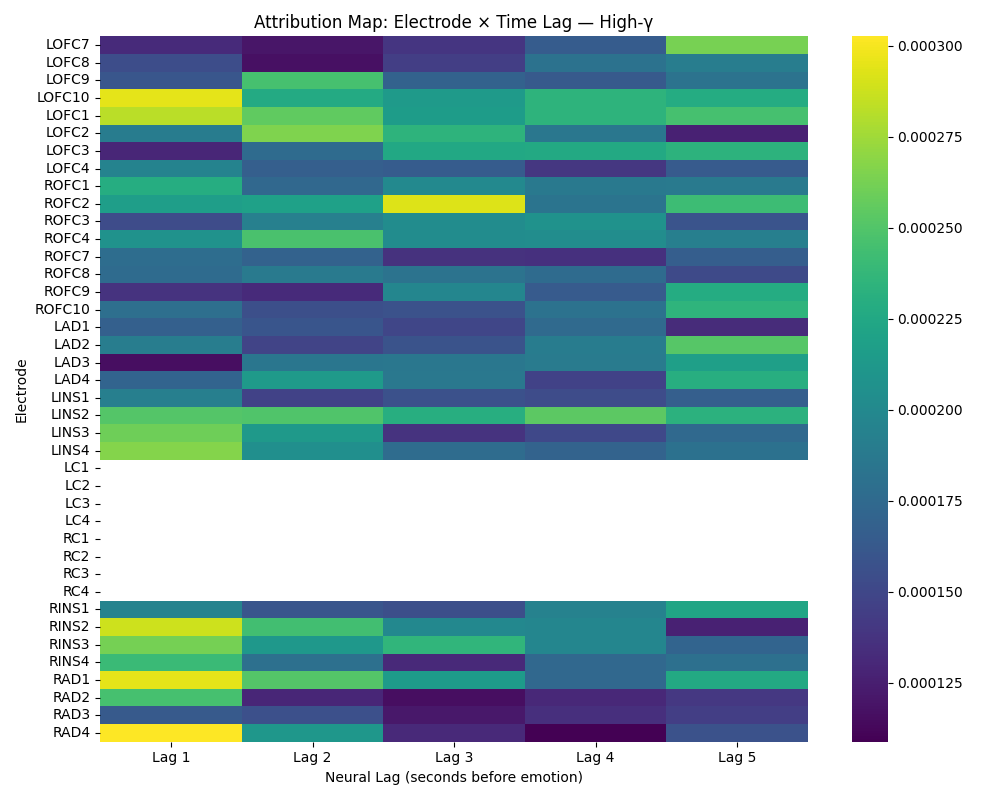 Attribution Map: Electrode × Time Lag — High-γ
LOFC7
LOFC8
LOFC9
LOFC10
LOFC1
LOFC2
LOFC3
LOFC4
ROFC1
ROFC2
ROFC3
ROFC4
ROFC7
ROFC8
ROFC9
ROFC10
LAD1
LAD2
LAD3
LAD4
LINS1
LINS2
LINS3
LINS4
LC1
LC2
LC3
LC4
RC1
RC2
RC3
RC4
RINS1
RINS2
RINS3
RINS4
RAD1
RAD2
RAD3
RAD4
Electrode
Lag 1 Lag 2 Lag 3 Lag 4 Lag 5
Neural Lag (seconds before emotion)
0.000300
0.000275
0.000250
0.000225
0.000200
0.000175
0.000150
0.000125